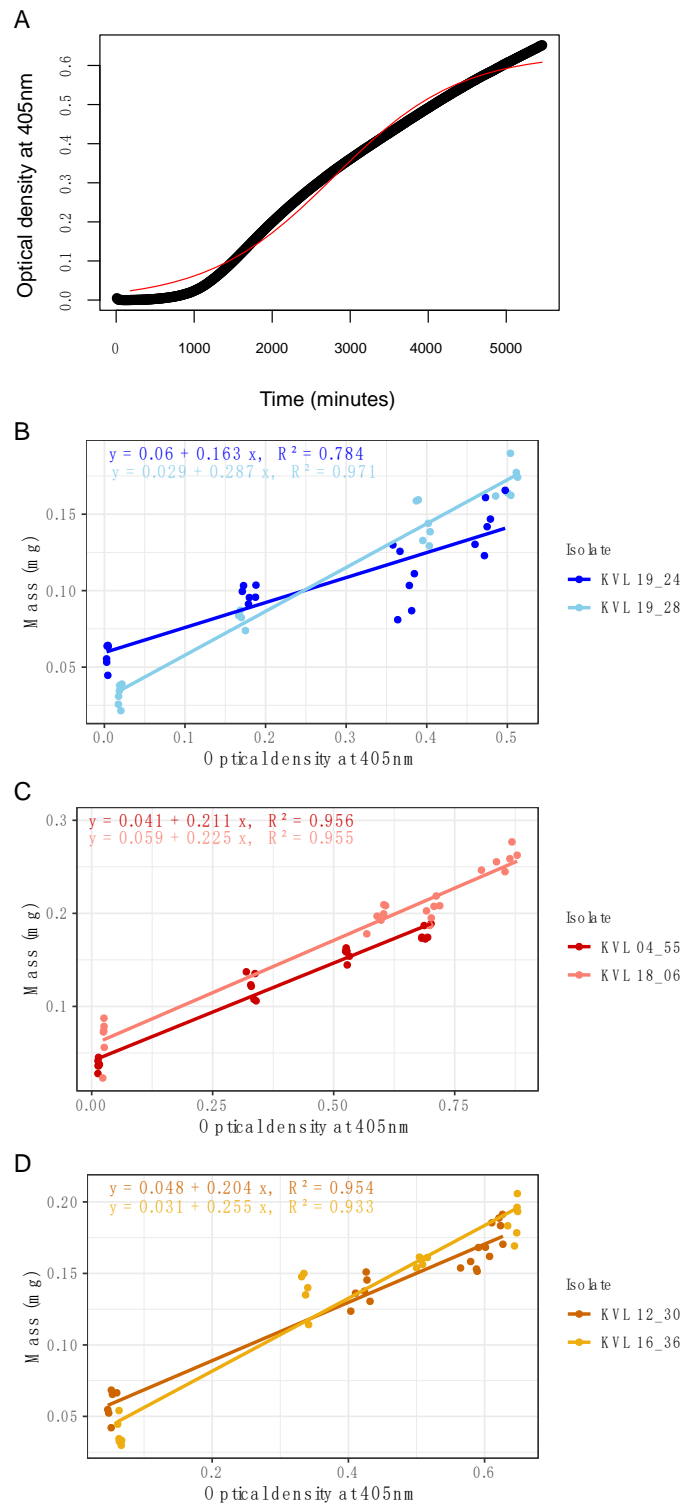 A
Optical density at 405nm
0.0 0.1 0.2 0.3 0.4 0.5 0.6
0 1000 2000 3000 4000 5000
Time (minutes)
B
y = 0.06 + 0.163 x, R² = 0.784
y = 0.029 + 0.287 x, R² = 0.971
Mass (mg)
0.15
0.10
0.05
0.0 0.1 0.2 0.3 0.4 0.5
Optical density at 405nm
Isolate
KVL 19_24
KVL 19_28
C
y = 0.041 + 0.211 x, R² = 0.956
y = 0.059 + 0.225 x, R² = 0.955
Mass (mg)
0.3
0.2
0.1
0.00 0.25 0.50 0.75
Optical density at 405nm
Isolate
KVL 04_55
KVL 18_06
D
y = 0.048 + 0.204 x, R² = 0.954
y = 0.031 + 0.255 x, R² = 0.933
Mass (mg)
0.20
0.15
0.10
0.05
0.2 0.4 0.6
Optical density at 405nm
Isolate
KVL 12_30
KVL 16_36